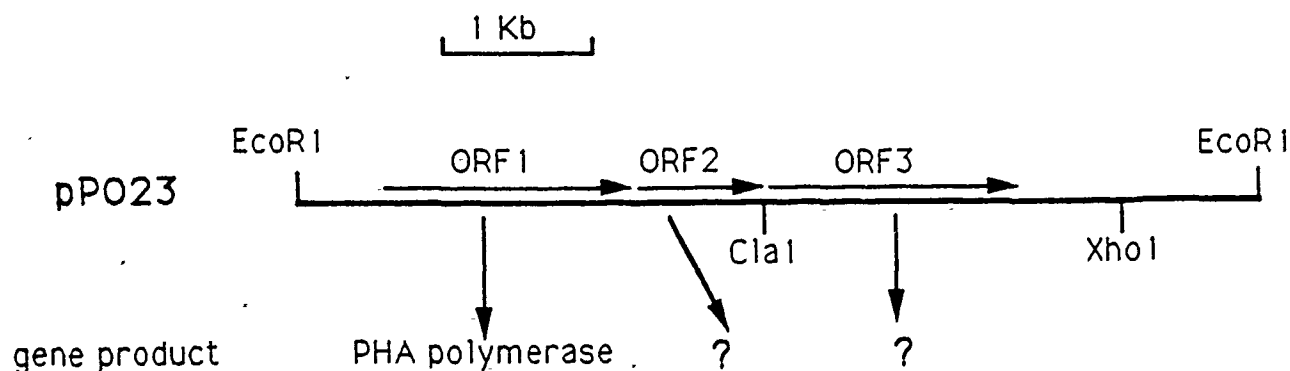 1 Kb
EcoR1
ORF1
ORF2
ORF3
EcoR1
pPO23
Cla1
Xho1
gene product
PHA polymerase
?
?